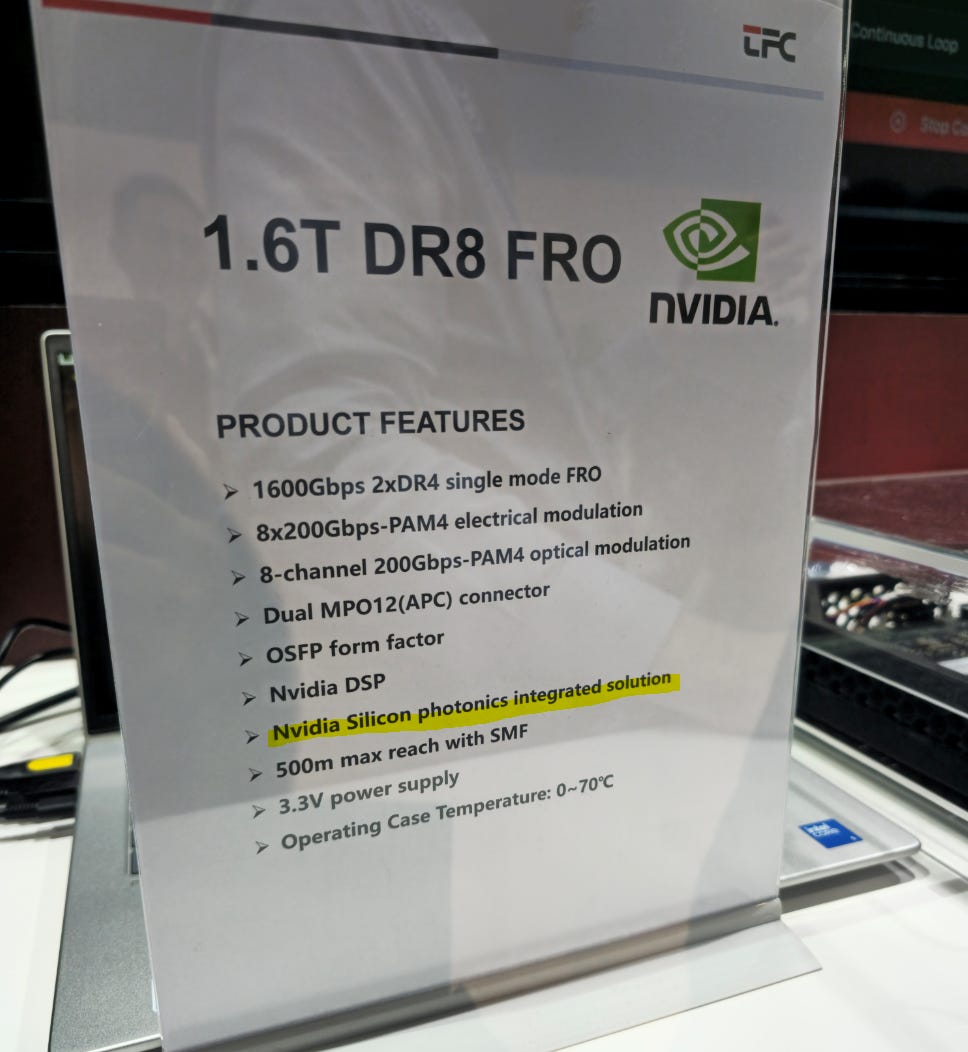 TFC
Continuous Loop
Stop
1.6T DR8 FRO
NVIDIA.
PRODUCT FEATURES
➢ 1600Gbps 2xDR4 single mode FRO
➢ 8x200Gbps-PAM4 electrical modulation
➢ 8-channel 200Gbps-PAM4 optical modulation
➢ Dual MPO12(APC) connector
➢ OSFP form factor
➢ Nvidia DSP
➢ Nvidia Silicon photonics integrated solution
➢ 500m max reach with SMF
➢ 3.3V power supply
➢ Operating Case Temperature: 0~70℃
intel